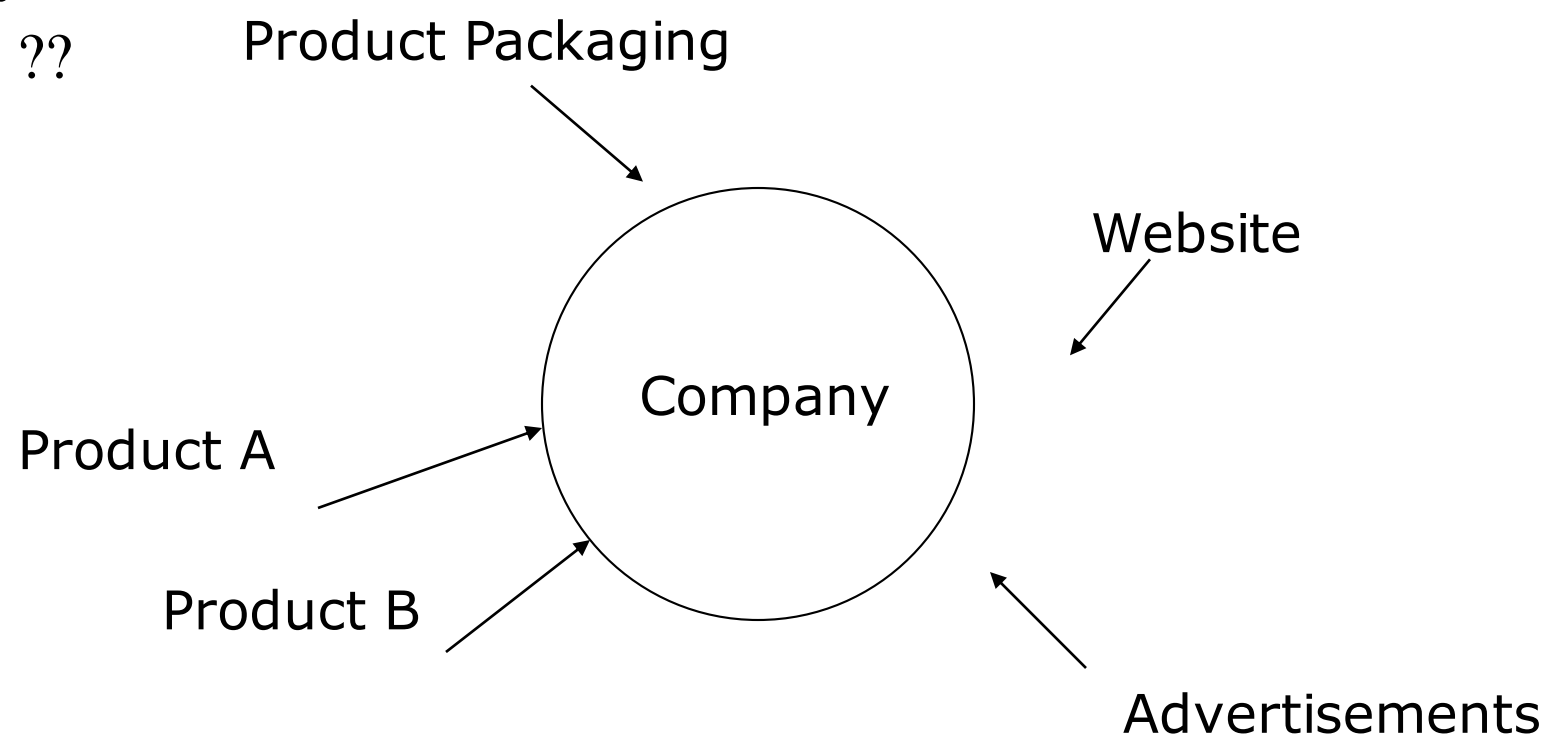 ??
Product Packaging
Website
Company
Product A
Product B
Advertisements